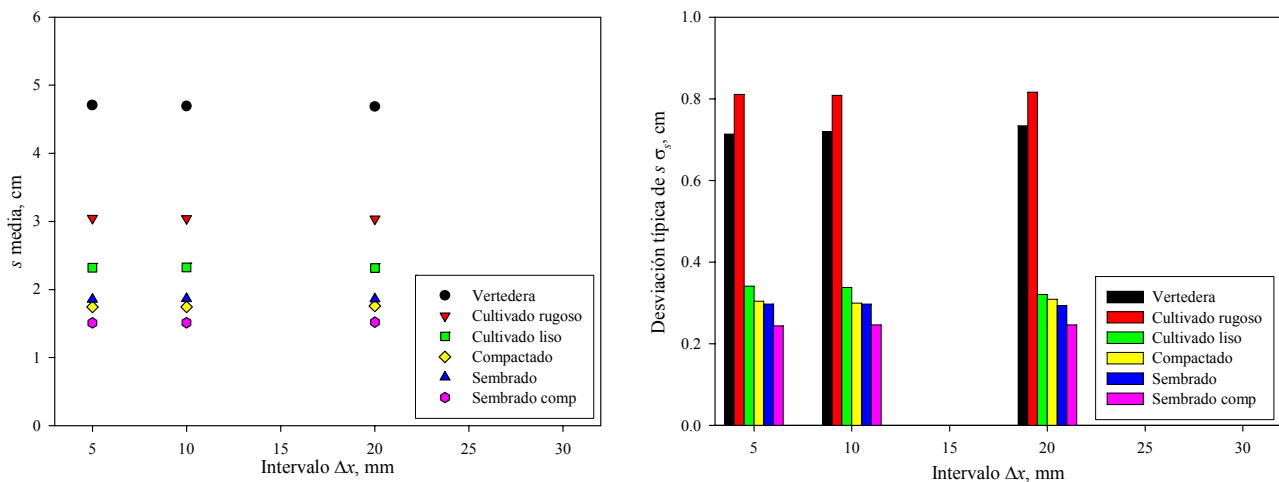 6
5
4
3
2
1
0
s media, cm
5
10
15
20
25
30
Intervalo Δx, mm
Vertedera
Cultivado rugoso
Cultivado liso
Compactado
Sembrado
Sembrado comp
1.0
0.8
0.6
0.4
0.2
0.0
Desviación típica de s σs, cm
5
10
15
20
25
30
Intervalo Δx, mm
Vertedera
Cultivado rugoso
Cultivado liso
Compactado
Sembrado
Sembrado comp